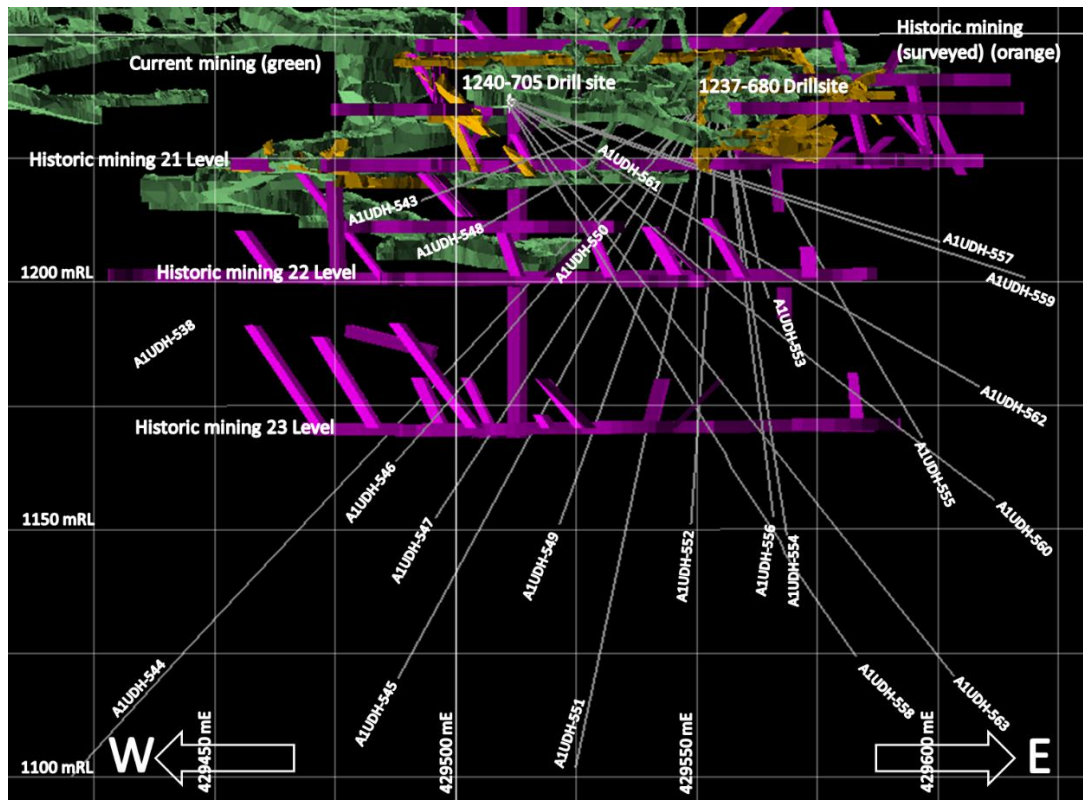 Historic mining
(surveyed) (orange)
Current mining (green)
1240-705 Drill site
1237-680 Drillsite
Historic mining 21 Level
A1UDH-561
A1UDH-543
A1UDH-548
A1UDH-550
A1UDH-557
A1UDH-559
1200 mRL
Historic mining 22 Level
A1UDH-538
A1UDH-553
A1UDH-562
Historic mining 23 Level
A1UDH-546
A1UDH-555
A1UDH-560
1150 mRL
A1UDH-547
A1UDH-549
A1UDH-552
A1UDH-556
A1UDH-554
A1UDH-544
A1UDH-545
A1UDH-551
A1UDH-558
A1UDH-563
1100 mRL
W
429450 mE
429500 mE
429550 mE
429600 mE
E